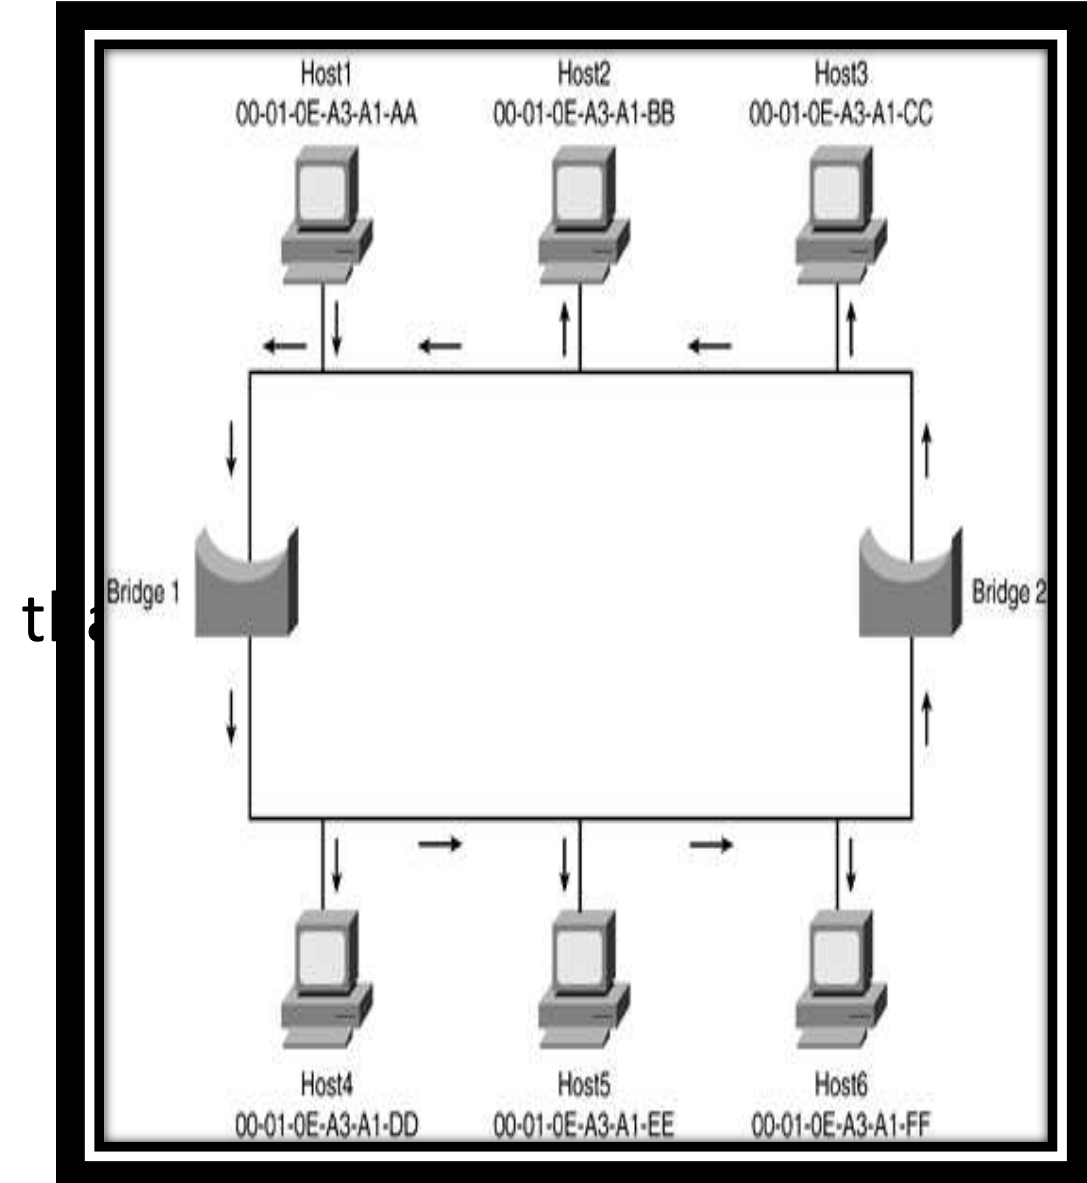 Host1
00-01-0E-A3-A1-AA
Host2
00-01-0E-A3-A1-BB
Host3
00-01-0E-A3-A1-CC
Bridge 1
Bridge 2
Host4
00-01-0E-A3-A1-DD
Host5
00-01-0E-A3-A1-EE
Host6
00-01-0E-A3-A1-FF